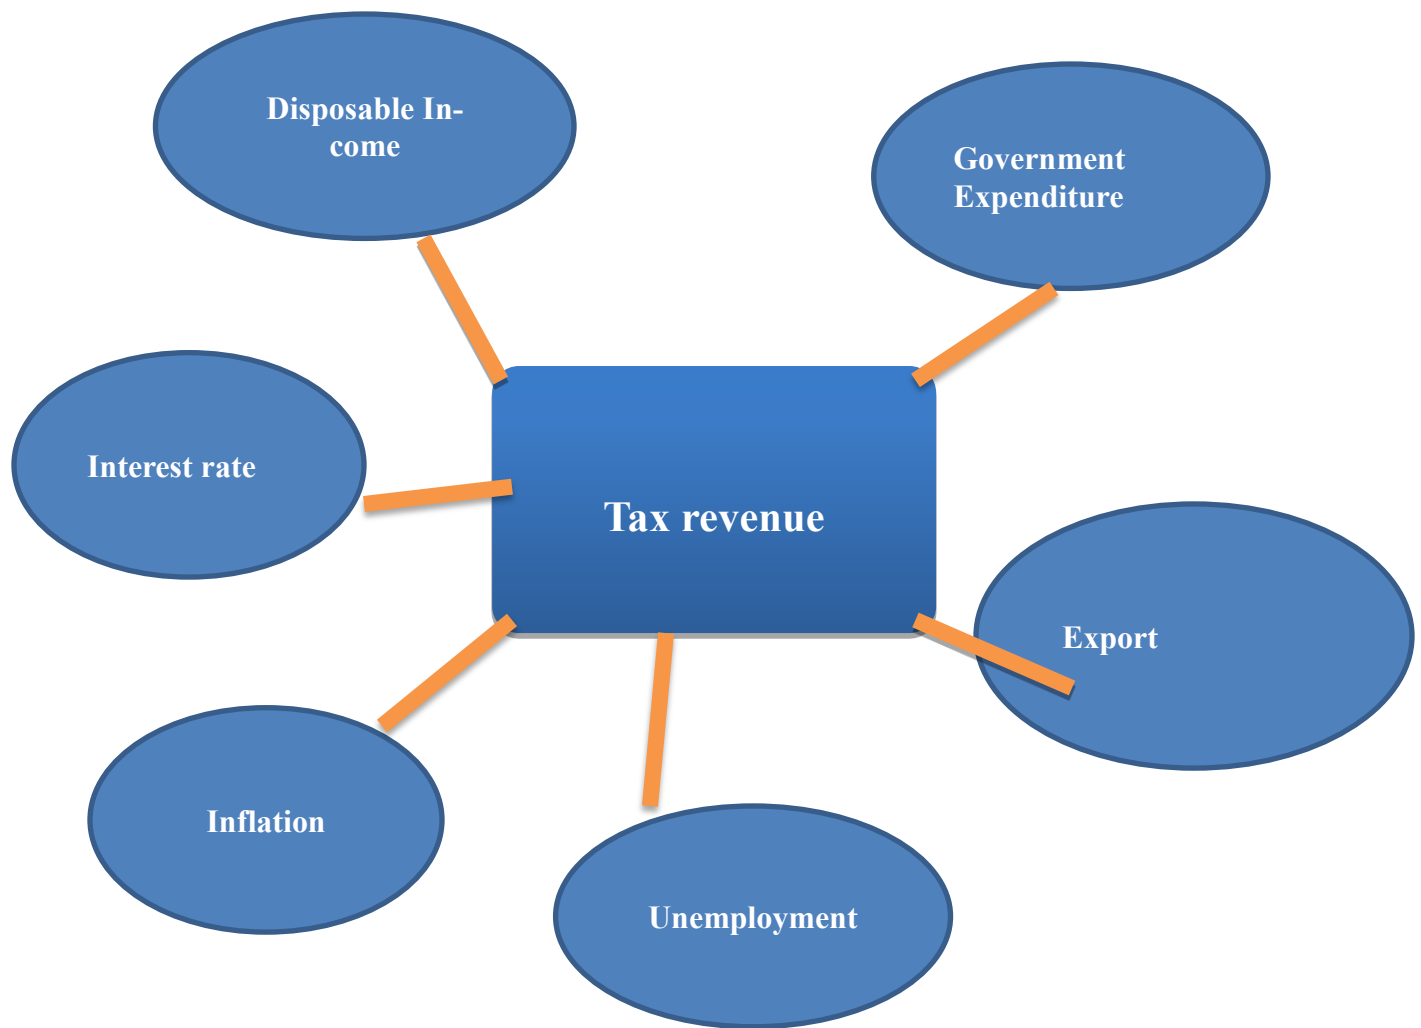 Disposable In-
come
Government
Expenditure
Interest rate
Tax revenue
Export
Inflation
Unemployment